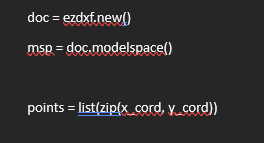 doc = ezdxf.new()
msp = doc.modelspace()
points = list(zip(x_cord, y_cord))